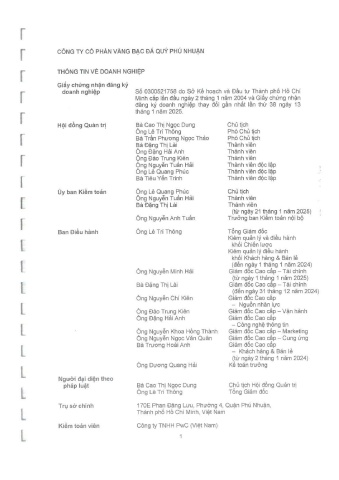 CÔNG TY CỔ PHẦN VÀNG BẠC ĐÁ QUÝ PHÚ NHUẬN
THÔNG TIN VỀ DOANH NGHIỆP
Giấy chứng nhận đăng ký doanh nghiệp
Số 0300521758 do Sở Kế hoạch và Đầu tư Thành phố Hồ Chí
Minh cấp lần đầu ngày 2 tháng 1 năm 2004 và Giấy chứng nhận
đăng ký doanh nghiệp thay đổi gần nhất lần thứ 38 ngày 13
tháng 1 năm 2025.
Hội đồng Quản trị
Bà Cao Thị Ngọc Dung Chủ tịch
Ông Lê Trí Thông Phó Chủ tịch
Bà Trần Phương Ngọc Thảo Phó Chủ tịch
Bà Đặng Thị Lài Thành viên
Ông Đặng Hải Anh Thành viên
Ông Đào Trung Kiên Thành viên
Ông Nguyễn Tuấn Hải Thành viên độc lập
Ông Lê Quang Phúc Thành viên độc lập
Bà Tiêu Yến Trinh Thành viên độc lập
Ủy ban Kiểm toán
Ông Lê Quang Phúc Chủ tịch
Ông Nguyễn Tuấn Hải Thành viên
Bà Đặng Thị Lài Thành viên
(từ ngày 21 tháng 1 năm 2025)
Ông Nguyễn Anh Tuấn Trưởng ban Kiểm toán nội bộ
Ban Điều hành
Ông Lê Trí Thông Tổng Giám đốc
Kiêm quản lý và điều hành
khối Chiến lược
Kiêm quản lý và điều hành
khối Khách hàng & Bán lẻ
(đến ngày 1 tháng 2 năm 2024)
Ông Nguyễn Minh Hải Giám đốc Cao cấp – Tài chính
(từ ngày 1 tháng 1 năm 2025)
Bà Đặng Thị Lài Giám đốc Cao cấp – Tài chính
(đến ngày 31 tháng 12 năm 2024)
Ông Nguyễn Chí Kiên Giám đốc Cao cấp
– Nguồn nhân lực
Ông Đào Trung Kiên Giám đốc Cao cấp – Vận hành
Ông Đặng Hải Anh Giám đốc Cao cấp
– Công nghệ thông tin
Ông Nguyễn Khoa Hồng Thành Giám đốc Cao cấp – Marketing
Ông Nguyễn Ngọc Văn Quân Giám đốc Cao cấp – Cung ứng
Bà Trương Hoài Anh Giám đốc Cao cấp
– Khách hàng & Bán lẻ
(từ ngày 2 tháng 2 năm 2024)
Ông Dương Quang Hải Kế toán trưởng
Người đại diện theo pháp luật
Bà Cao Thị Ngọc Dung Chủ tịch Hội đồng Quản trị
Ông Lê Trí Thông Tổng Giám đốc
Trụ sở chính
170E Phan Đăng Lưu, Phường 4, Quận Phú Nhuận,
Thành phố Hồ Chí Minh, Việt Nam
Kiểm toán viên
Công ty TNHH PwC (Việt Nam)
1